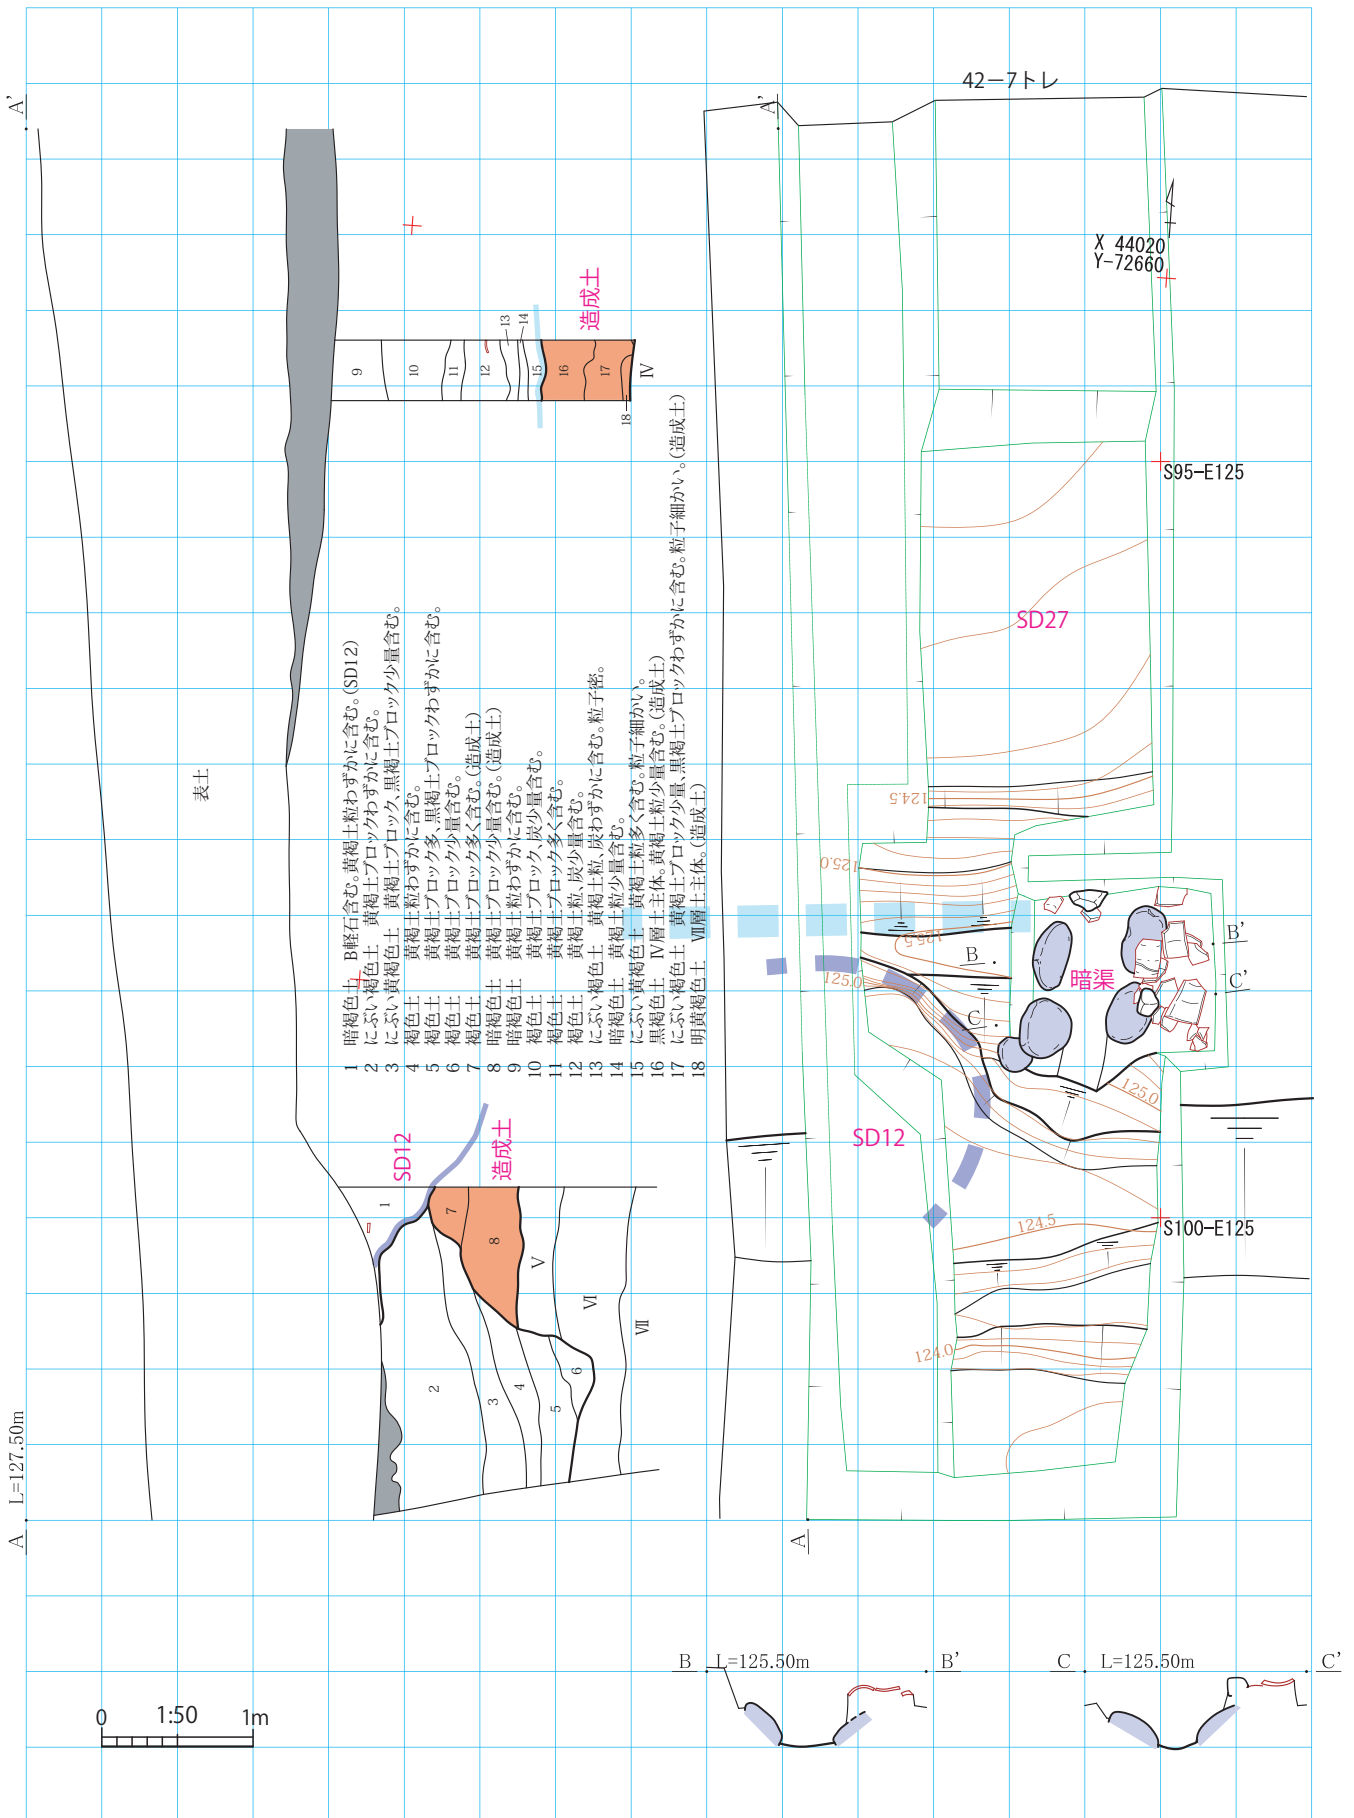 42－7トレ
A'
A'
X 44020
Y-72660
造成土
13
14
9
10
11
12
15
16
17
18
Ⅳ
S95-E125
SD27
表土
1 暗褐色土 B軽石含む。黄褐土粒わずかに含む。(SD12)
2 にぶい褐色土 黄褐土ブロックわずかに含む。
3 にぶい黄褐色土 黄褐土ブロック、黒褐土ブロック少量含む。
4 褐色土 黄褐土粒わずかに含む。
5 褐色土 黄褐土ブロック多、黒褐土ブロックわずかに含む。
6 褐色土 黄褐土ブロック少量含む。
7 褐色土 黄褐土ブロック多く含む。(造成土)
8 暗褐色土 黄褐土ブロック少量含む。(造成土)
9 暗褐色土 黄褐土粒わずかに含む。
10 褐色土 黄褐土ブロック、炭少量含む。
11 褐色土 黄褐土ブロック多く含む。
12 褐色土 黄褐土粒、炭少量含む。
13 にぶい褐色土 黄褐土粒、炭わずかに含む。粒子密。
14 暗褐色土 黄褐土粒少量含む。
15 にぶい黄褐色土 黄褐土粒多く含む。粒子細かい。
16 黒褐色土 Ⅳ層土主体。黄褐土粒少量含む。(造成土)
17 にぶい褐色土 黄褐土ブロック少量、黒褐土ブロックわずかに含む。粒子細かい。(造成土)
18 明黄褐色土 Ⅶ層土主体。(造成土)
124.5
125.0
125.5
125.0
B
B'
暗渠
C
C'
125.0
SD12
SD12
造成土
1
7
8
Ⅴ
Ⅵ
Ⅶ
2
3
4
5
6
124.5
S100-E125
124.0
L=127.50m
A
A
B
L=125.50m
B'
C
L=125.50m
C'
0
1:50
1m